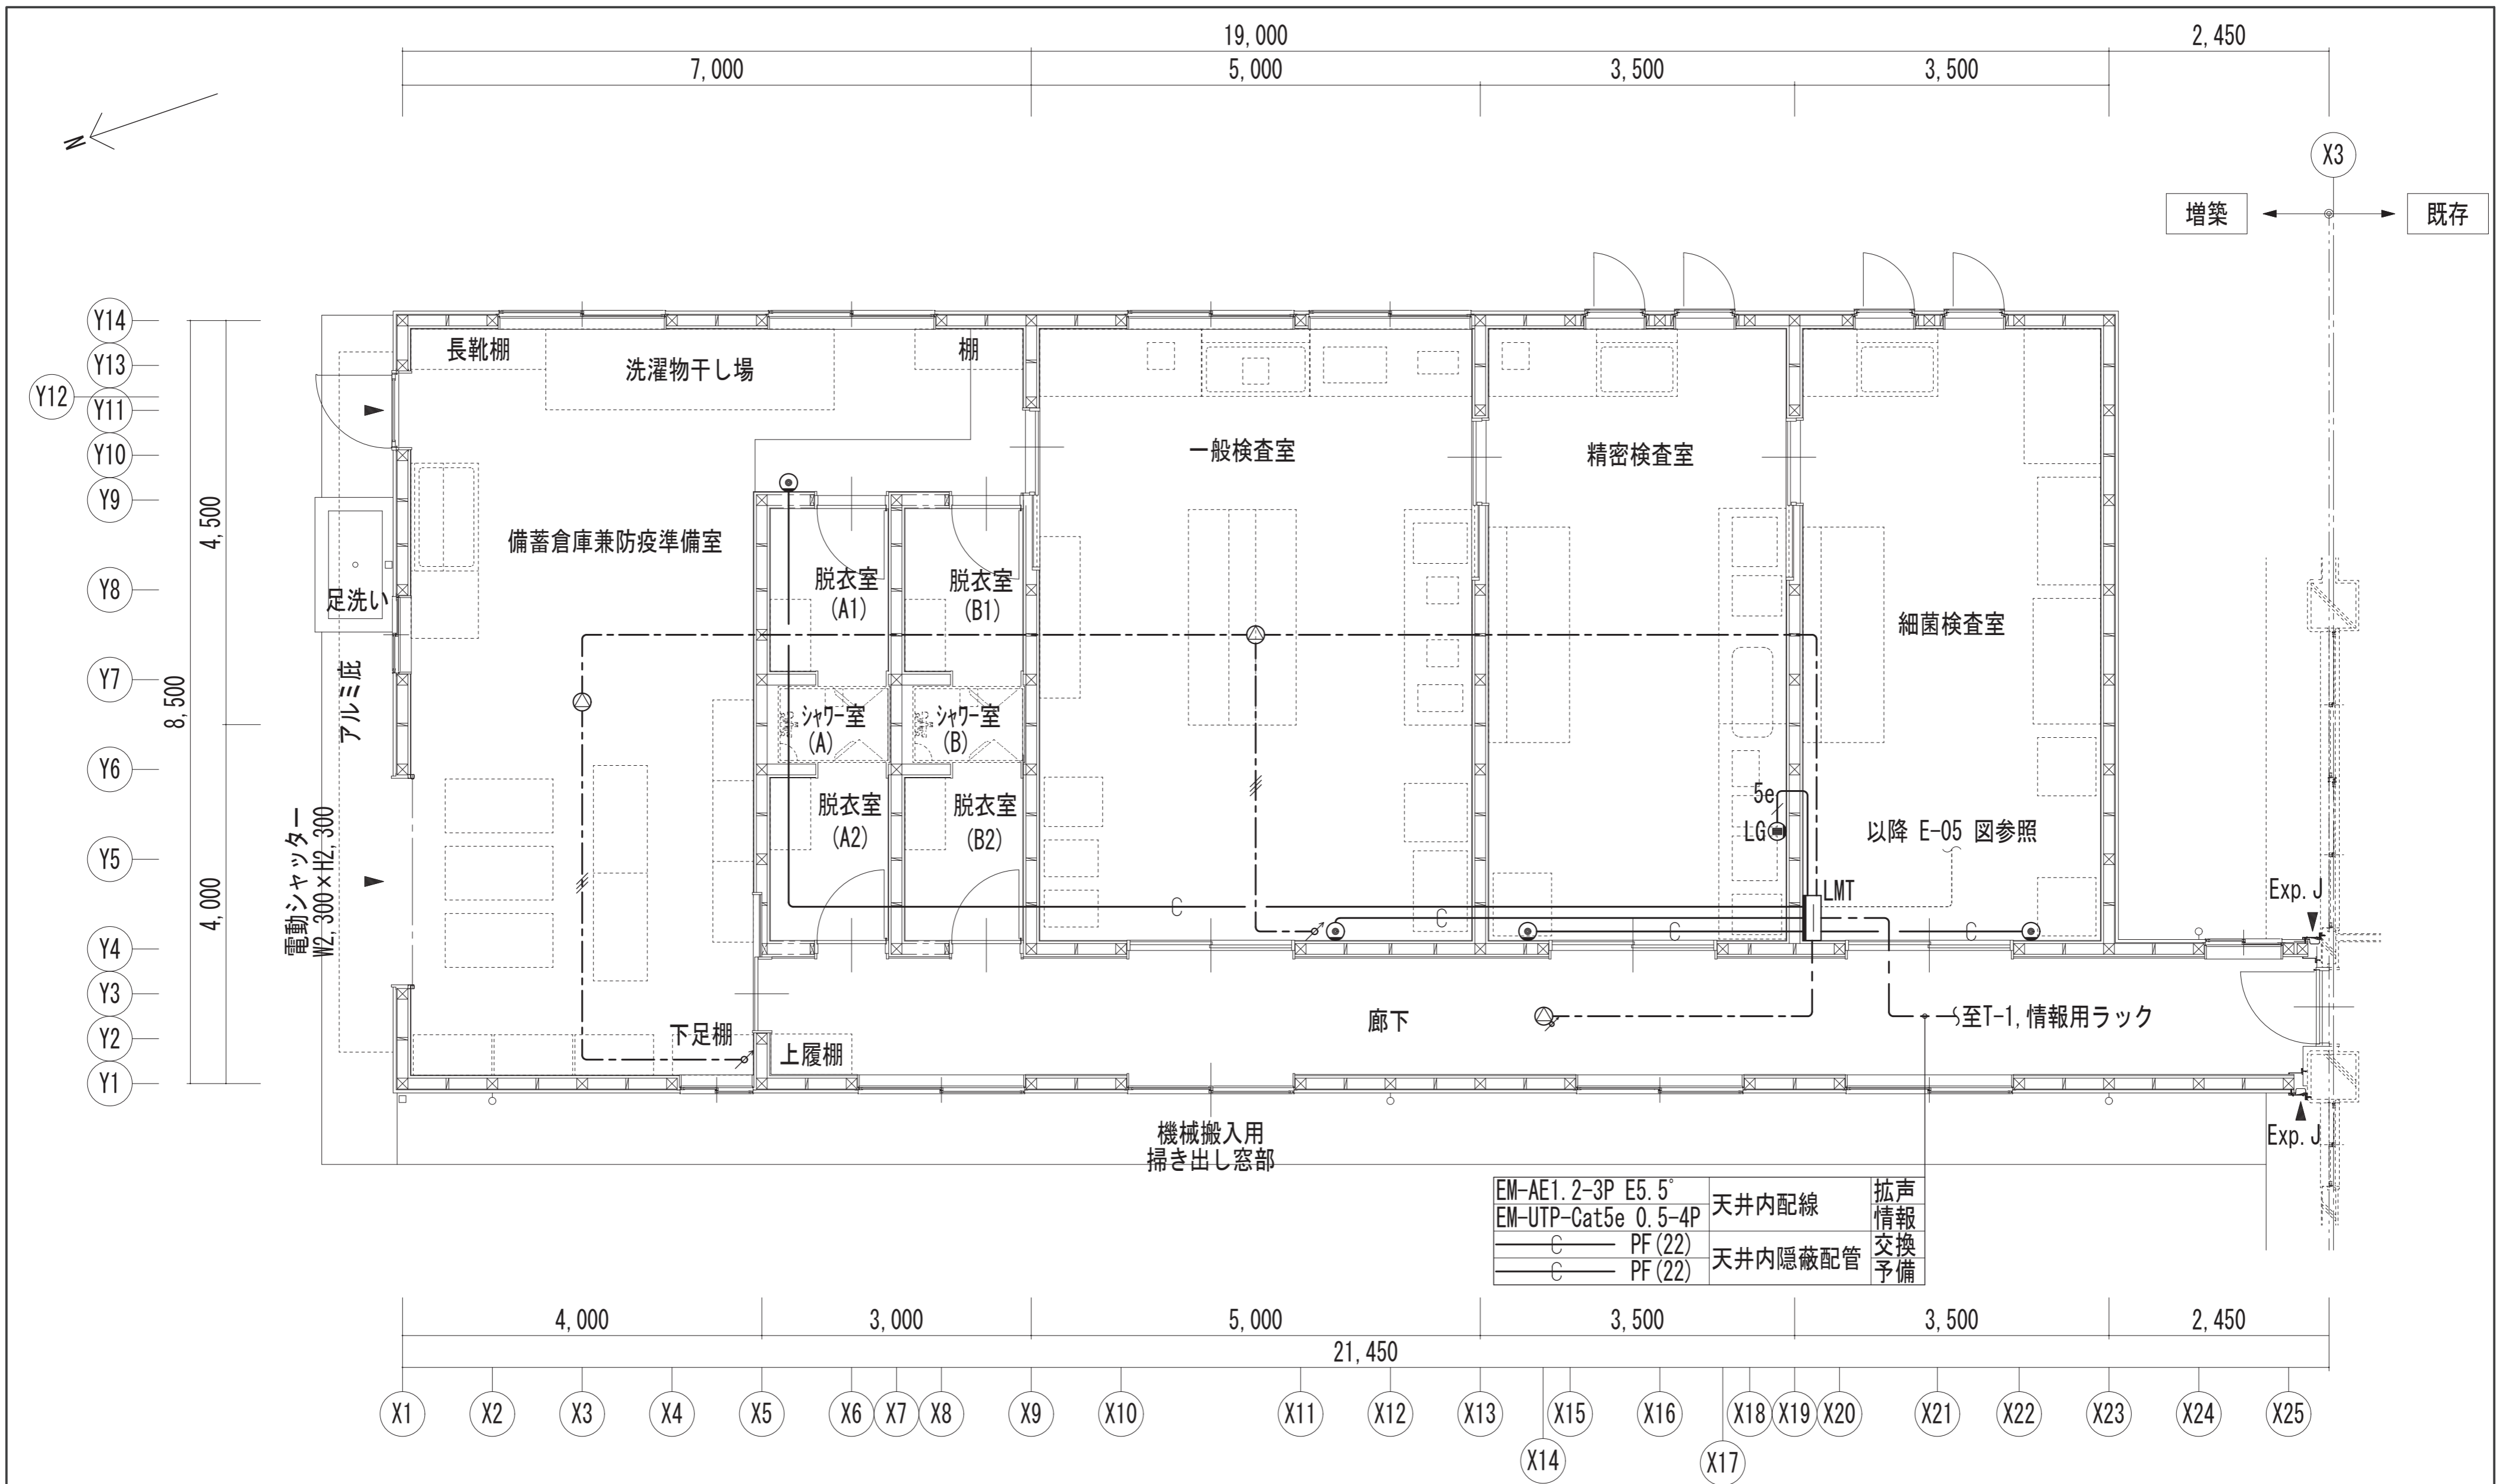 19,000
2,450
7,000
5,000
3,500
3,500
N
X3
増築
既存
Y14
Y13
Y12
Y11
Y10
Y9
Y8
Y7
Y6
Y5
Y4
Y3
Y2
Y1
4,500
8,500
4,000
長靴棚
洗濯物干し場
棚
一般検査室
精密検査室
備蓄倉庫兼防疫準備室
足洗い
脱衣室
(A1)
脱衣室
(B1)
細菌検査室
アルミ庇
シャワー室
(A)
シャワー室
(B)
電動シャッター
W2,300×H2,300
脱衣室
(A2)
脱衣室
(B2)
5e
LG
以降 E-05 図参照
LMT
Exp.J
C
C
C
C
下足棚
上履棚
廊下
至T-1,情報用ラック
機械搬入用
掃き出し窓部
Exp.J
EM-AE1.2-3P E5.5° 天井内配線 拡声
EM-UTP-Cat5e 0.5-4P 情報
C PF(22) 天井内隠蔽配管 交換
C PF(22) 予備
4,000
3,000
5,000
3,500
3,500
2,450
21,450
X1
X2
X3
X4
X5
X6
X7
X8
X9
X10
X11
X12
X13
X14
X15
X16
X17
X18
X19
X20
X21
X22
X23
X24
X25